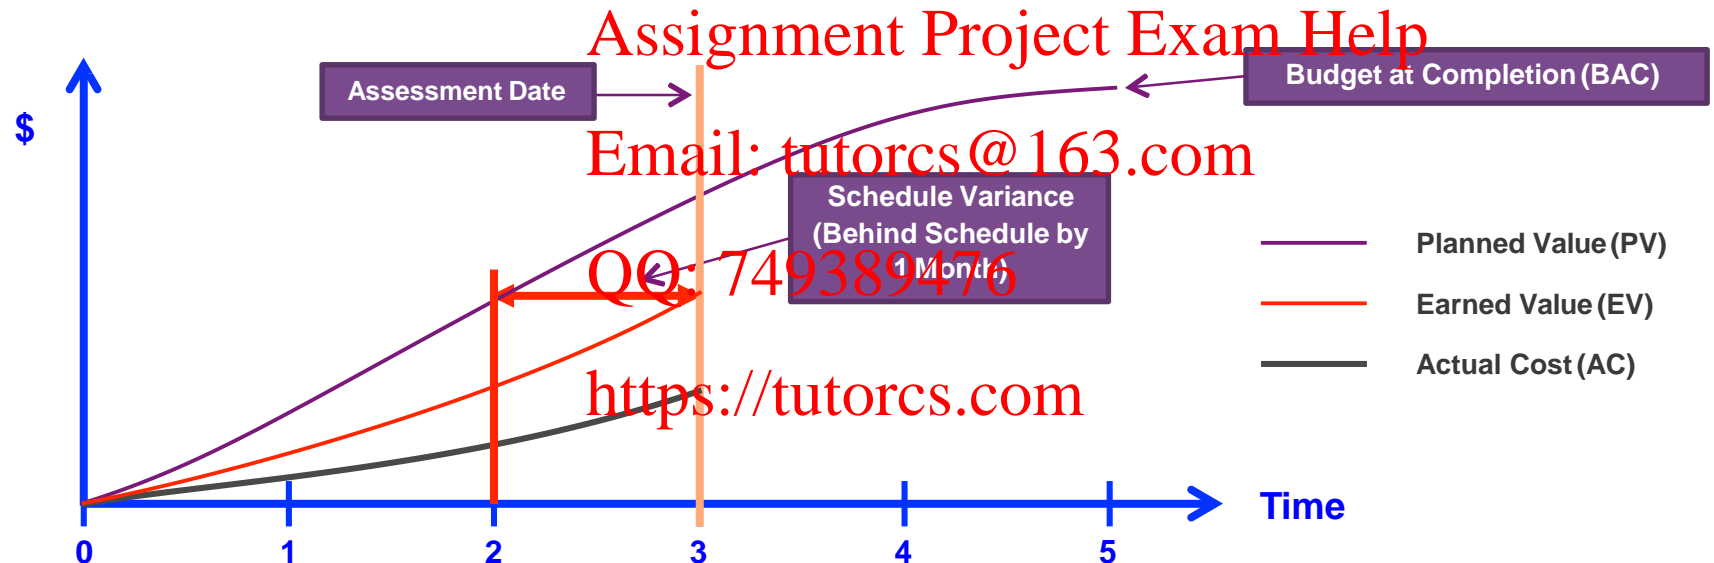 Assignment Project Exam Help
Assessment Date
Budget at Completion (BAC)
$
Email: tutorcs@163.com
Schedule Variance
(Behind Schedule by
1 Month)
QQ: 749389476
Planned Value (PV)
Earned Value (EV)
Actual Cost (AC)
https://tutorcs.com
Time
0 1 2 3 4 5